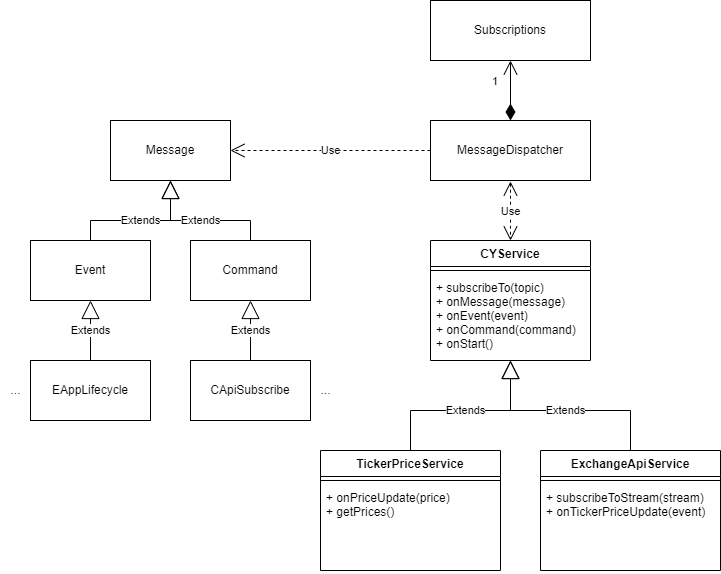 Subscriptions
1
Message
Use
MessageDispatcher
Use
Extends
Extends
Event
Command
CYService
+ subscribeTo(topic)
+ onMessage(message)
+ onEvent(event)
+ onCommand(command)
+ onStart()
Extends
Extends
...
EAppLifecycle
CApiSubscribe
...
Extends
Extends
TickerPriceService
+ onPriceUpdate(price)
+ getPrices()
ExchangeApiService
+ subscribeToStream(stream)
+ onTickerPriceUpdate(event)